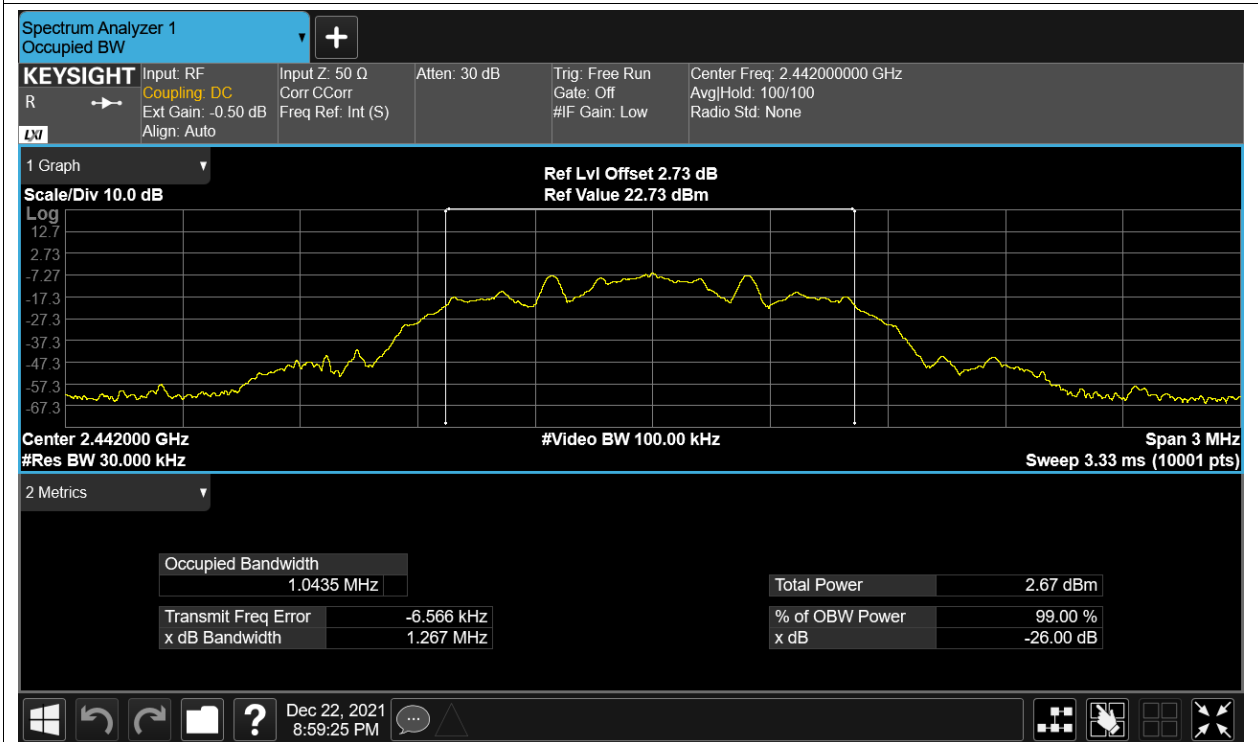 Spectrum Analyzer 1
Occupied BW
KEYSIGHT
R
LXI
Input: RF
Coupling: DC
Ext Gain: -0.50 dB
Align: Auto
Input Z: 50 Ω
Corr CCorr
Freq Ref: Int (S)
Atten: 30 dB
Trig: Free Run
Gate: Off
#IF Gain: Low
Center Freq: 2.442000000 GHz
Avg|Hold: 100/100
Radio Std: None
1 Graph
Scale/Div 10.0 dB
Ref Lvl Offset 2.73 dB
Ref Value 22.73 dBm
Log
12.7
2.73
-7.27
-17.3
-27.3
-37.3
-47.3
-57.3
-67.3
Center 2.442000 GHz
#Res BW 30.000 kHz
#Video BW 100.00 kHz
Span 3 MHz
Sweep 3.33 ms (10001 pts)
2 Metrics
Occupied Bandwidth
1.0435 MHz
Transmit Freq Error -6.566 kHz
x dB Bandwidth 1.267 MHz
Total Power 2.67 dBm
% of OBW Power 99.00 %
x dB -26.00 dB
?
Dec 22, 2021
8:59:25 PM